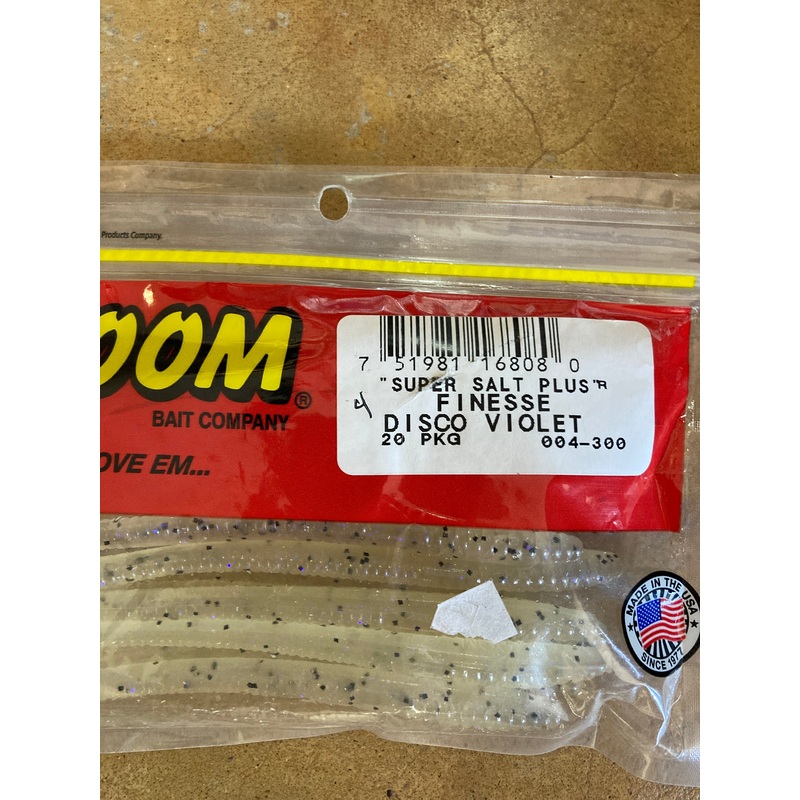 Products Company.
OOM®
BAIT COMPANY
OVE EM...
7 51981 16808 0
"SUPER SALT PLUS"R
4 FINESSE
DISCO VIOLET
20 PKG 004-300
MADE IN THE USA
SINCE 1977